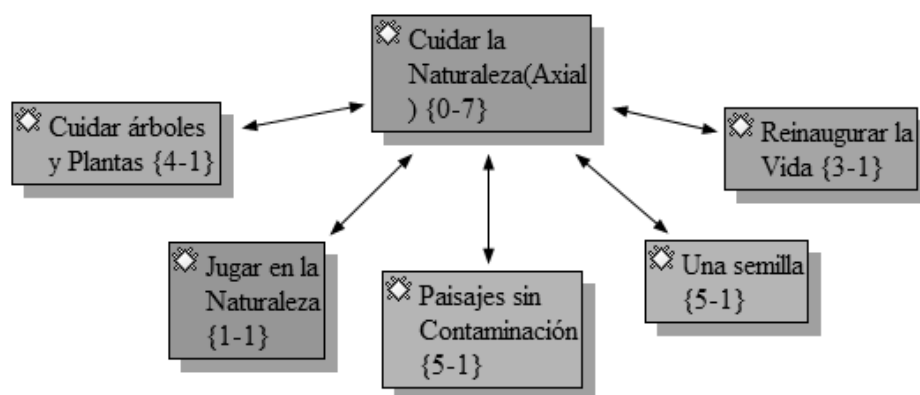 Cuidar la
Naturaleza(Axial
) {0-7}
Cuidar árboles
y Plantas {4-1}
Reinaugurar la
Vida {3-1}
Jugar en la
Naturaleza
{1-1}
Paisajes sin
Contaminación
{5-1}
Una semilla
{5-1}